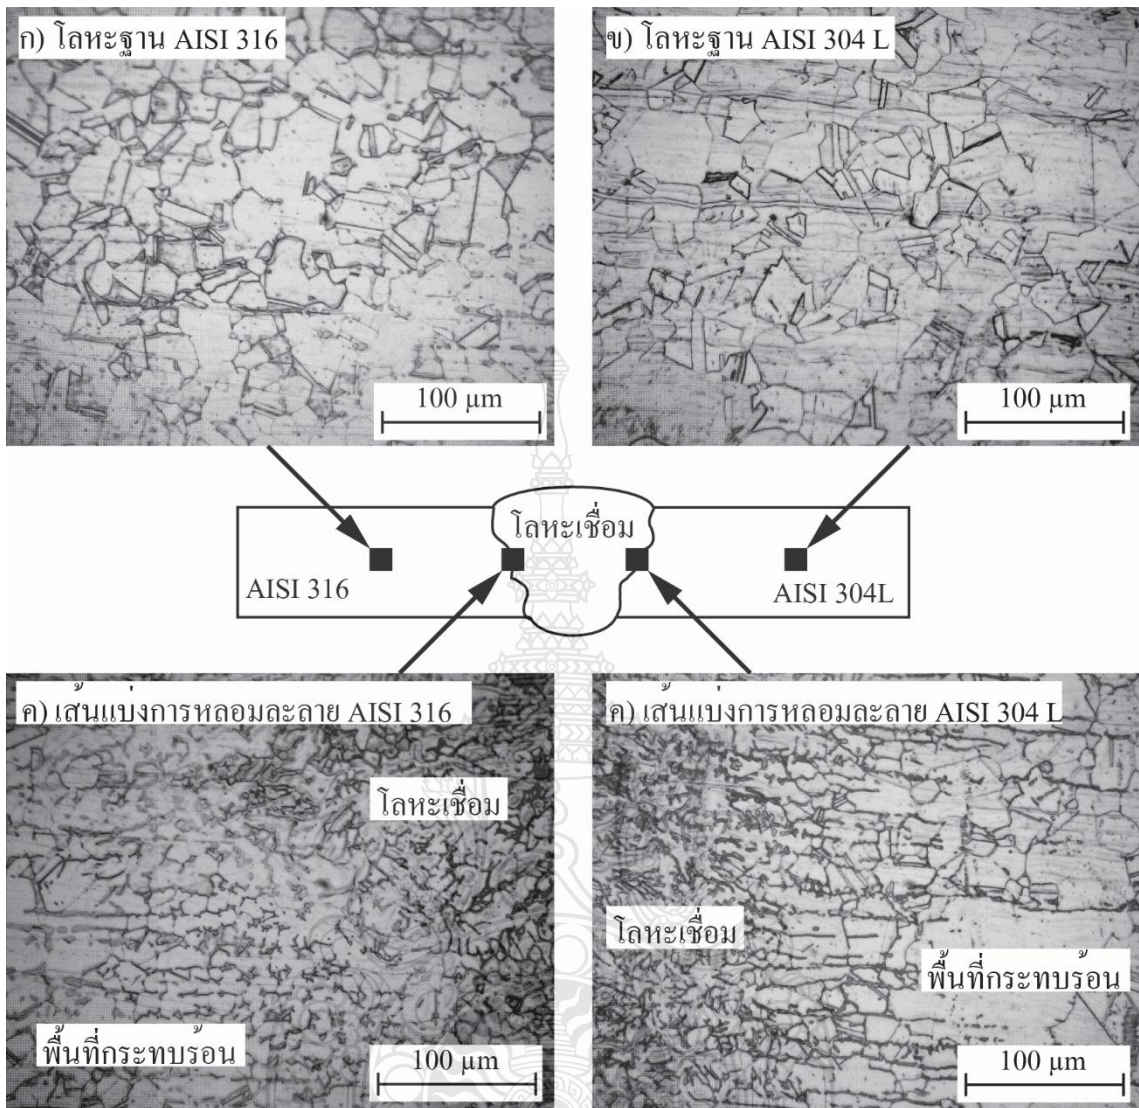 ก) โลหะฐาน AISI 316
ข) โลหะฐาน AISI 304 L
100 µm
100 µm
โลหะเชื่อม
AISI 316
AISI 304L
ค) เส้นแบ่งการหลอมละลาย AISI 316
ค) เส้นแบ่งการหลอมละลาย AISI 304 L
โลหะเชื่อม
โลหะเชื่อม
พื้นที่กระทบร้อน
พื้นที่กระทบร้อน
100 µm
100 µm